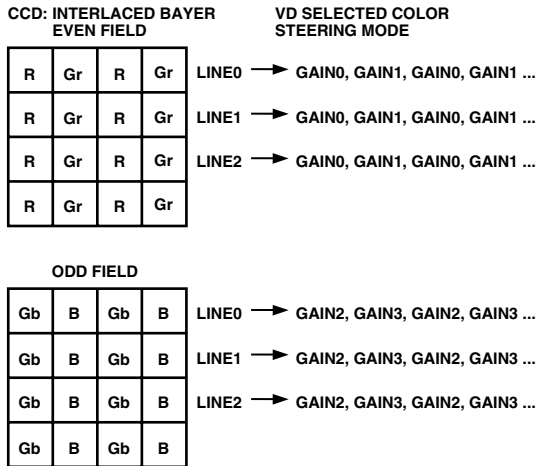 CCD: INTERLACED BAYER VD SELECTED COLOR
EVEN FIELD STEERING MODE
R Gr R Gr LINE0 GAIN0, GAIN1, GAIN0, GAIN1 ...
R Gr R Gr LINE1 GAIN0, GAIN1, GAIN0, GAIN1 ...
R Gr R Gr LINE2 GAIN0, GAIN1, GAIN0, GAIN1 ...
R Gr R Gr
ODD FIELD
Gb B Gb B LINE0 GAIN2, GAIN3, GAIN2, GAIN3 ...
Gb B Gb B LINE1 GAIN2, GAIN3, GAIN2, GAIN3 ...
Gb B Gb B LINE2 GAIN2, GAIN3, GAIN2, GAIN3 ...
Gb B Gb B